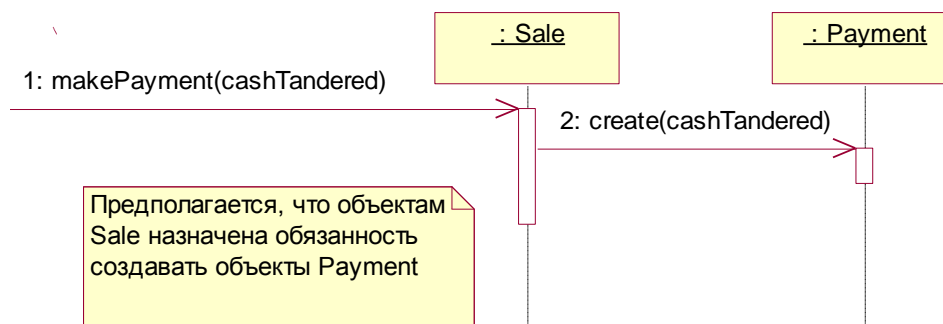 : Sale
: Payment
1: makePayment(cashTandered)
2: create(cashTandered)
Предполагается, что объектам
Sale назначена обязанность
создавать объекты Payment